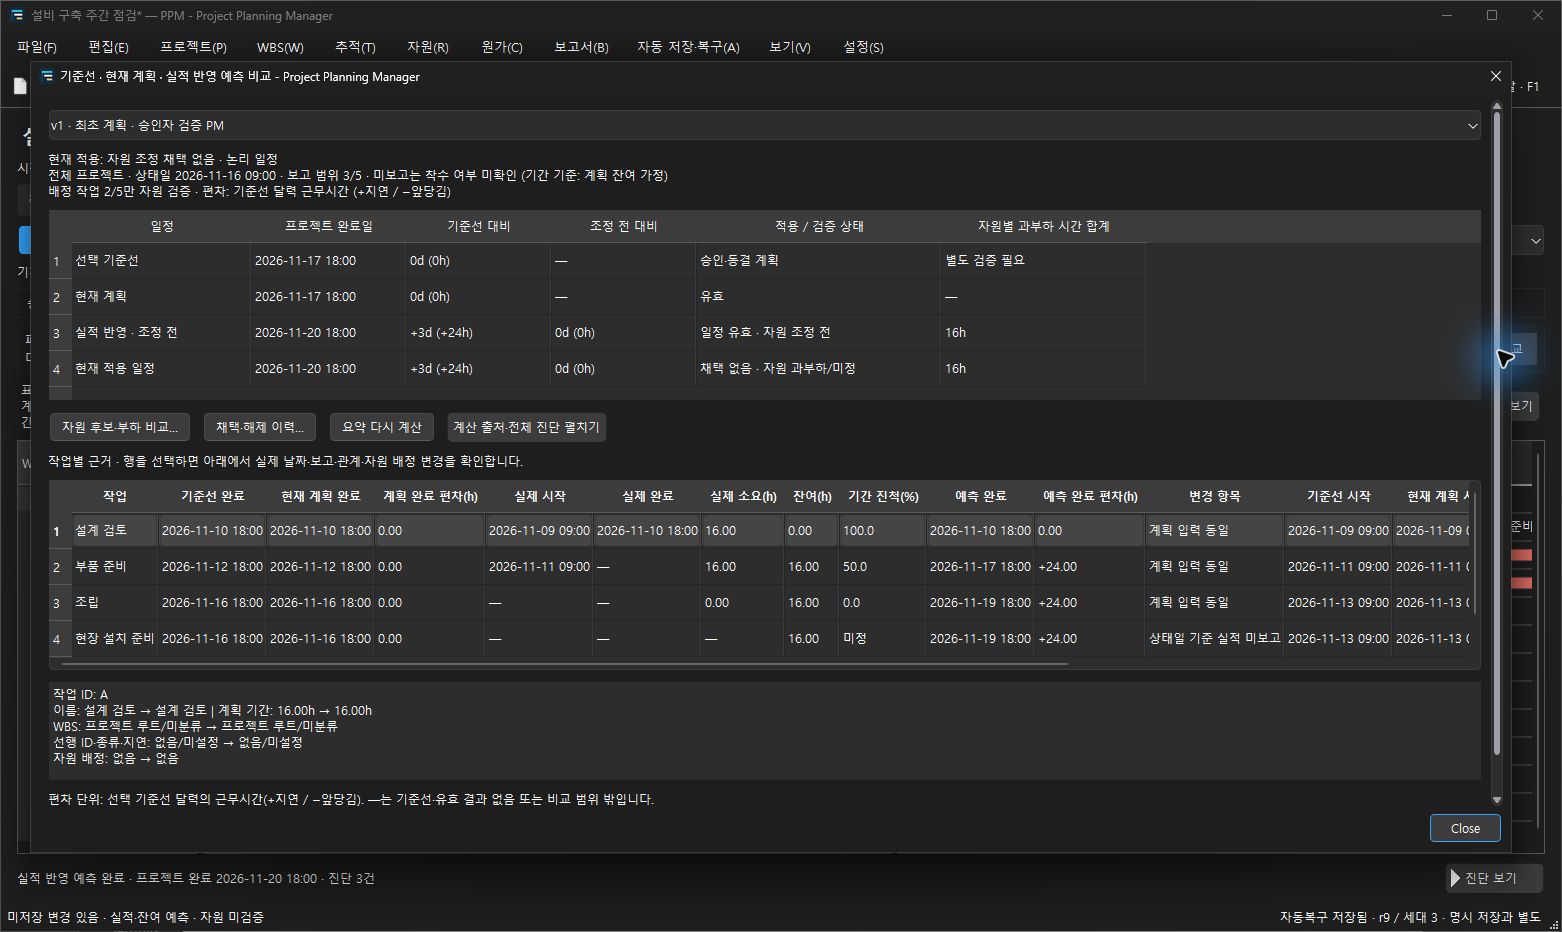 설비 구축 주간 점검* — PPM - Project Planning Manager
파일(F) 편집(E) 프로젝트(P) WBS(W) 추적(T) 자원(R) 원가(C) 보고서(B) 자동 저장·복구(A) 보기(V) 설정(S)
기준선 · 현재 계획 · 실적 반영 예측 비교 - Project Planning Manager
· F1
v1 · 최초 계획 · 승인자 검증 PM
현재 적용: 자원 조정 채택 없음 · 논리 일정
전체 프로젝트 · 상태일 2026-11-16 09:00 · 보고 범위 3/5 · 미보고는 착수 여부 미확인 (기간 기준: 계획 잔여 가정)
배정 작업 2/5만 자원 검증 · 편차: 기준선 달력 근무시간 (+지연 / −앞당김)
일정 프로젝트 완료일 기준선 대비 조정 전 대비 적용 / 검증 상태 자원별 과부하 시간 합계
1 선택 기준선 2026-11-17 18:00 0d (0h) — 승인·동결 계획 별도 검증 필요
2 현재 계획 2026-11-17 18:00 0d (0h) — 유효 —
3 실적 반영 · 조정 전 2026-11-20 18:00 +3d (+24h) 0d (0h) 일정 유효 · 자원 조정 전 16h
4 현재 적용 일정 2026-11-20 18:00 +3d (+24h) 0d (0h) 채택 없음 · 자원 과부하/미정 16h
교
보기
자원 후보·부하 비교... 채택·해제 이력... 요약 다시 계산 계산 출처·전체 진단 펼치기
작업별 근거 · 행을 선택하면 아래에서 실제 날짜·보고·관계·자원 배정 변경을 확인합니다.
작업 기준선 완료 현재 계획 완료 계획 완료 편차(h) 실제 시작 실제 완료 실제 소요(h) 잔여(h) 기간 진척(%) 예측 완료 예측 완료 편차(h) 변경 항목 기준선 시작 현재 계획
1 설계 검토 2026-11-10 18:00 2026-11-10 18:00 0.00 2026-11-09 09:00 2026-11-10 18:00 16.00 0.00 100.0 2026-11-10 18:00 0.00 계획 입력 동일 2026-11-09 09:00 2026-11-09
2 부품 준비 2026-11-12 18:00 2026-11-12 18:00 0.00 2026-11-11 09:00 — 16.00 16.00 50.0 2026-11-17 18:00 +24.00 계획 입력 동일 2026-11-11 09:00 2026-11-11
3 조립 2026-11-16 18:00 2026-11-16 18:00 0.00 — — 0.00 16.00 0.0 2026-11-19 18:00 +24.00 계획 입력 동일 2026-11-13 09:00 2026-11-13
4 현장 설치 준비 2026-11-16 18:00 2026-11-16 18:00 0.00 — — — 16.00 미정 2026-11-19 18:00 +24.00 상태일 기준 실적 미보고 2026-11-13 09:00 2026-11-13
준비
작업 ID: A
이름: 설계 검토 → 설계 검토 | 계획 기간: 16.00h → 16.00h
WBS: 프로젝트 루트/미분류 → 프로젝트 루트/미분류
선행 ID·종류·지연: 없음/미설정 → 없음/미설정
자원 배정: 없음 → 없음
편차 단위: 선택 기준선 달력의 근무시간(+지연 / −앞당김). —는 기준선·유효 결과 없음 또는 비교 범위 밖입니다.
Close
실적 반영 예측 완료 · 프로젝트 완료 2026-11-20 18:00 · 진단 3건
진단 보기
미저장 변경 있음 · 실적·잔여 예측 · 자원 미검증
자동복구 저장됨 · r9 / 세대 3 · 명시 저장과 별도